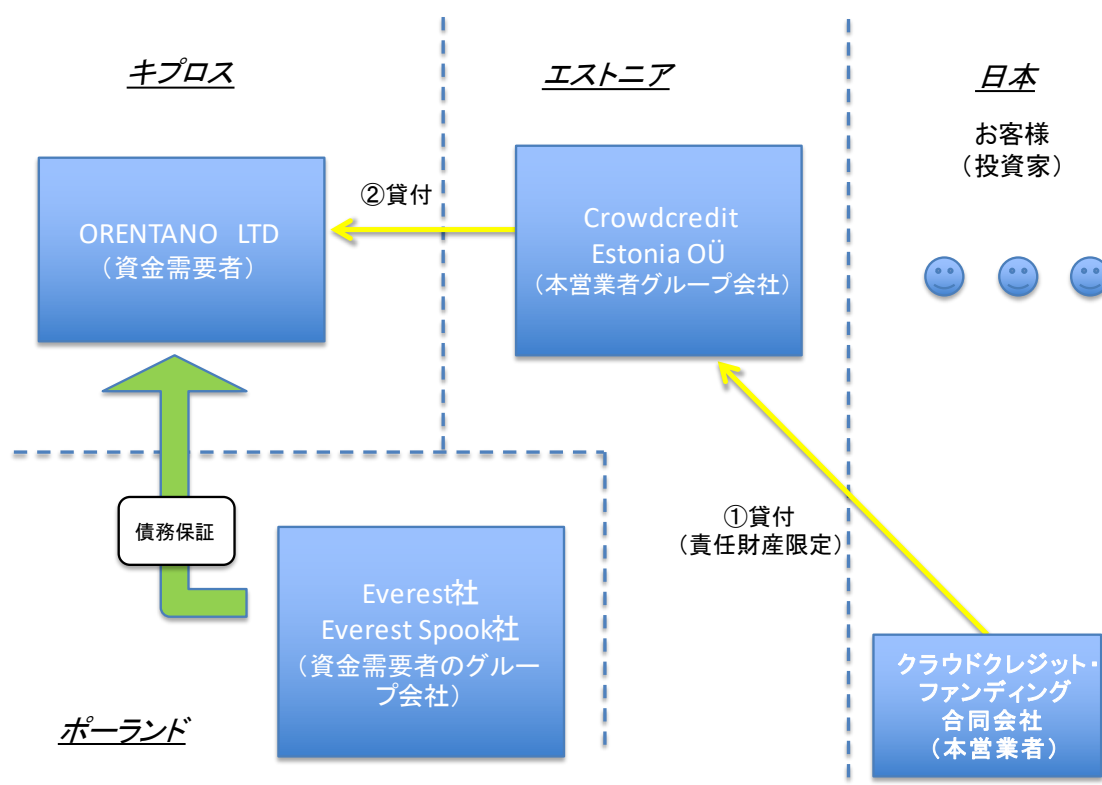 キプロス
エストニア
日本
お客様
（投資家）
ORENTANO LTD
（資金需要者）
②貸付
Crowdcredit
Estonia OÜ
（本営業者グループ会社）
債務保証
①貸付
（責任財産限定）
Everest社
Everest Spook社
（資金需要者のグルー
プ会社）
ポーランド
クラウドクレジット・
ファンディング
合同会社
（本営業者）